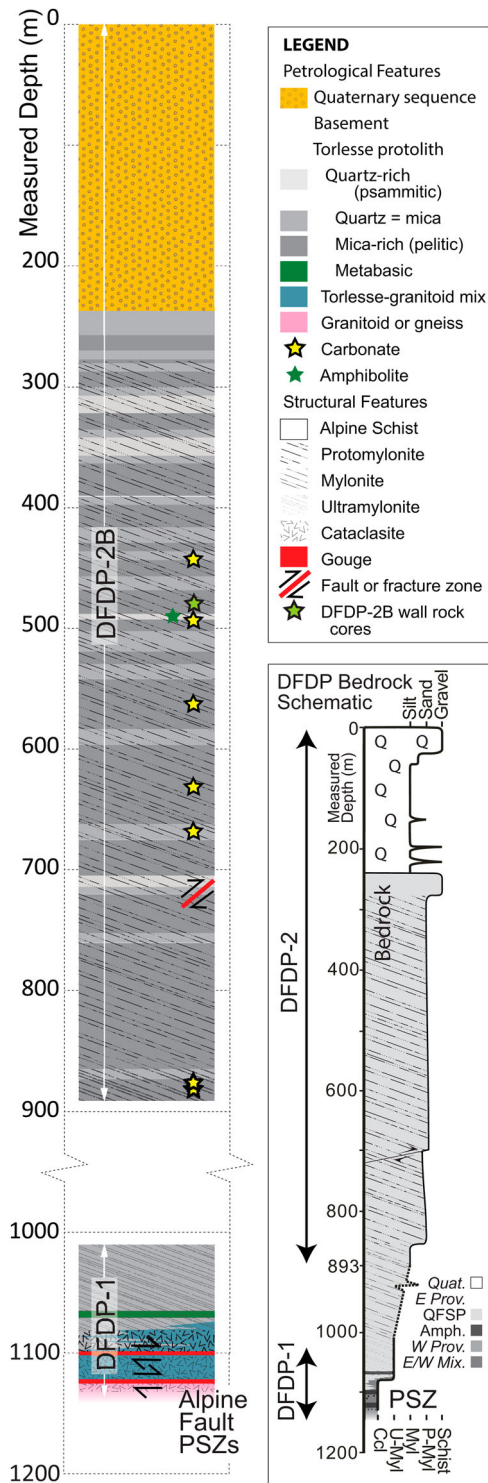 Measured Depth (m)
0
200
300
400
500
600
700
800
900
1000
1100
1200
DFDP-2B
DFDP-1
Alpine
Fault
PSZs
LEGEND
Petrological Features
Quaternary sequence
Basement
Torlesse protolith
Quartz-rich
(psammitic)
Quartz = mica
Mica-rich (pelitic)
Metabasic
Torlesse-granitoid mix
Granitoid or gneiss
Carbonate
Amphibolite
Structural Features
Alpine Schist
Protomylonite
Mylonite
Ultramylonite
Cataclasite
Gouge
Fault or fracture zone
DFDP-2B wall rock
cores
DFDP Bedrock
Schematic
Silt
Sand
Gravel
Measured
Depth (m)
0
200
400
600
800
893
1000
1200
Q Q
Q
Q
Q
Q
Bedrock
DFDP-2
DFDP-1
Quat.
E Prov.
QFSP
Amph.
W Prov.
E/W Mix.
PSZ
Ccl
U-Myl
Myl
P-Myl
Schist